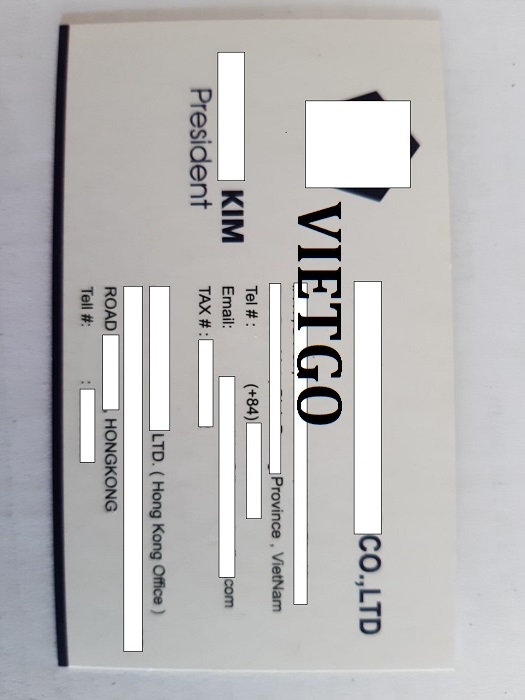 CO.,LTD
VIETGO
Province , VietNam
Tel # : (+84)
Email: com
TAX # :
KIM
President
LTD. ( Hong Kong Office )
ROAD , HONGKONG
Tell #: :